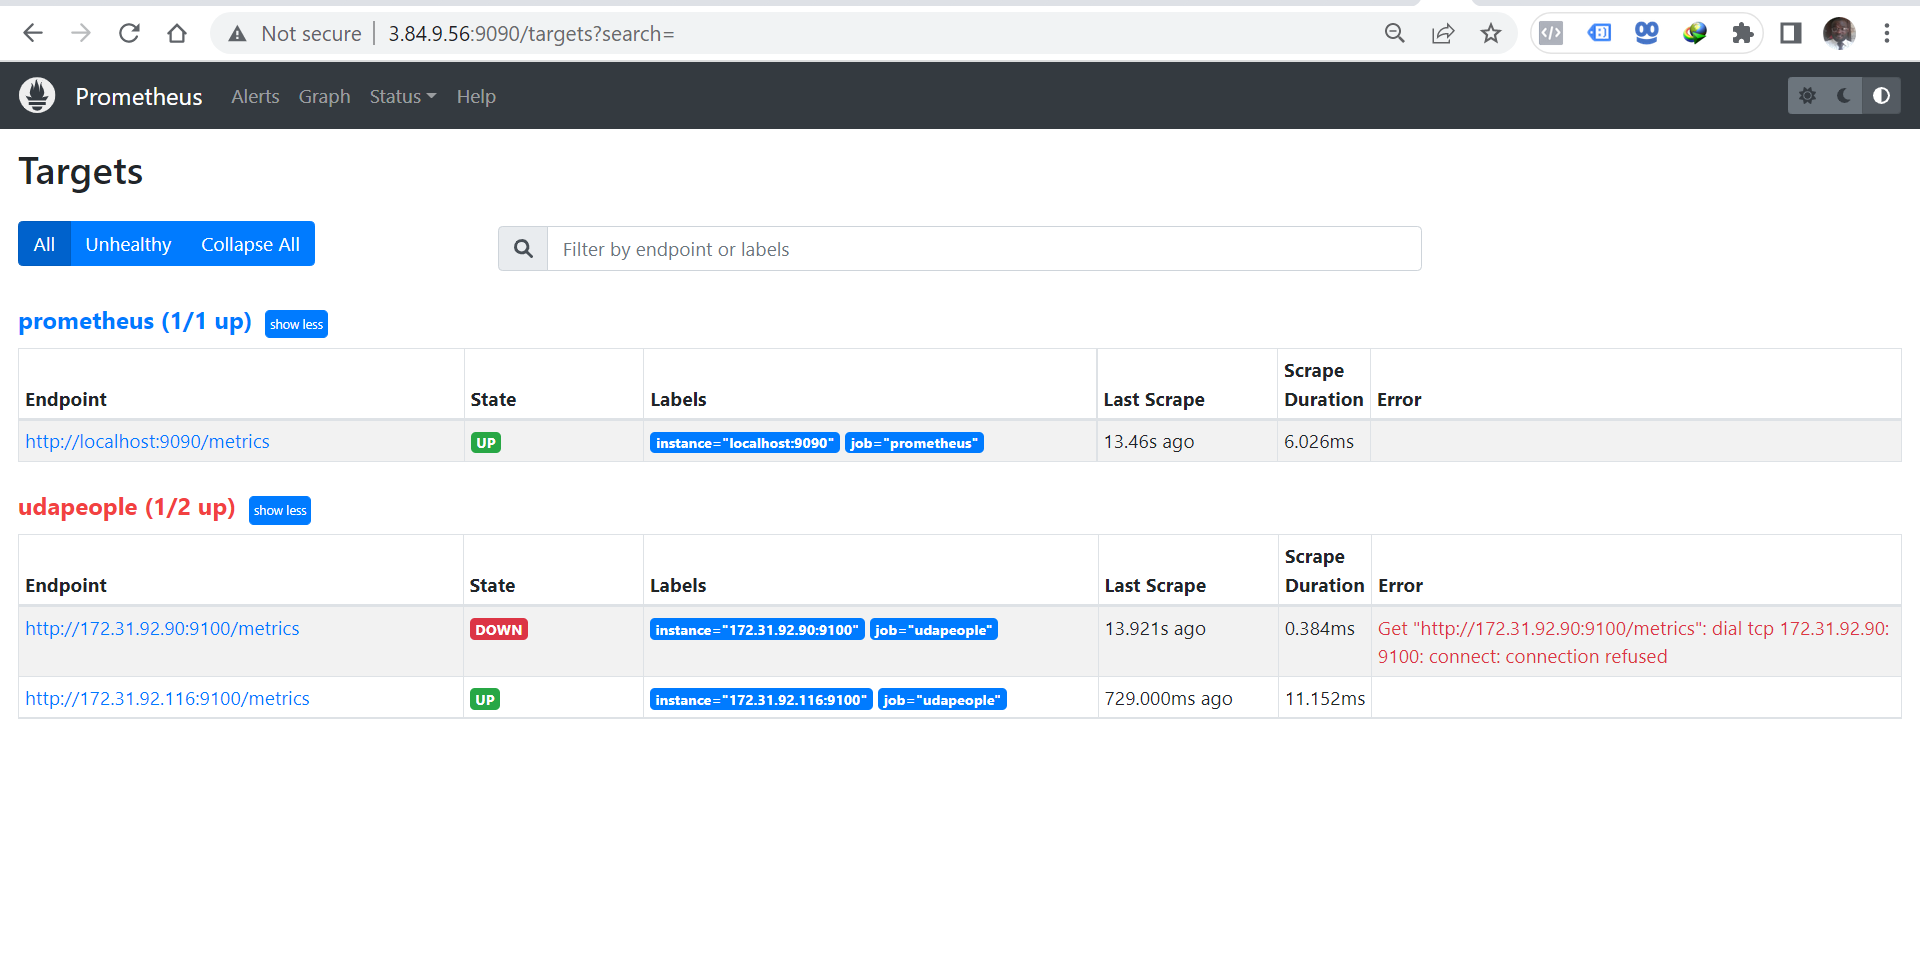 Not secure | 3.84.9.56:9090/targets?search=
Prometheus Alerts Graph Status Help
Targets
All Unhealthy Collapse All
Filter by endpoint or labels
prometheus (1/1 up) show less
Endpoint State Labels Last Scrape Scrape Duration Error
http://localhost:9090/metrics UP instance="localhost:9090" job="prometheus" 13.46s ago 6.026ms
udapeople (1/2 up) show less
Endpoint State Labels Last Scrape Scrape Duration Error
http://172.31.92.90:9100/metrics DOWN instance="172.31.92.90:9100" job="udapeople" 13.921s ago 0.384ms Get "http://172.31.92.90:9100/metrics": dial tcp 172.31.92.90:
9100: connect: connection refused
http://172.31.92.116:9100/metrics UP instance="172.31.92.116:9100" job="udapeople" 729.000ms ago 11.152ms